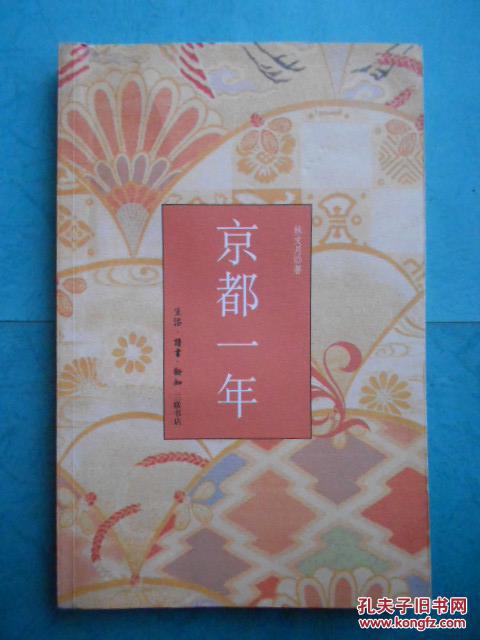 京都一年
林文月◎著
生活·讀書·新知 三联书店
孔夫子旧书网
www.kongfz.com